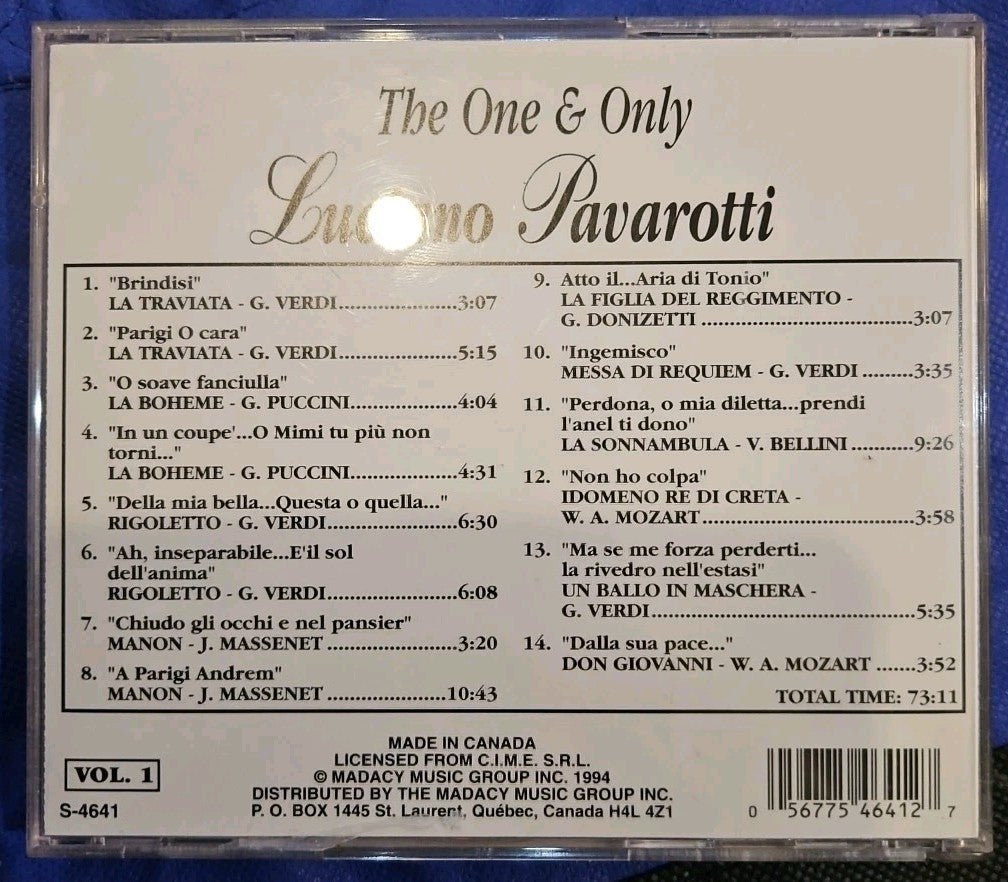 The One & Only
Luciano Pavarotti
1. "Brindisi"
LA TRAVIATA - G. VERDI....................3:07
2. "Parigi O cara"
LA TRAVIATA - G. VERDI....................5:15
3. "O soave fanciulla"
LA BOHEME - G. PUCCINI..................4:04
4. "In un coupe'...O Mimi tu più non
torni..."
LA BOHEME - G. PUCCINI..................4:31
5. "Della mia bella...Questa o quella..."
RIGOLETTO - G. VERDI......................6:30
6. "Ah, inseparabile...E'il sol
dell'anima"
RIGOLETTO - G. VERDI......................6:08
7. "Chiudo gli occhi e nel pansier"
MANON - J. MASSENET ......................3:20
8. "A Parigi Andrem"
MANON - J. MASSENET ....................10:43
9. Atto il...Aria di Tonio"
LA FIGLIA DEL REGGIMENTO -
G. DONIZETTI ....................................3:07
10. "Ingemisco"
MESSA DI REQUIEM - G. VERDI .........3:35
11. "Perdona, o mia diletta...prendi
l'anel ti dono"
LA SONNAMBULA - V. BELLINI ...........9:26
12. "Non ho colpa"
IDOMENO RE DI CRETA -
W. A. MOZART....................................3:58
13. "Ma se me forza perderti...
la rivedro nell'estasi"
UN BALLO IN MASCHERA -
G. VERDI.............................................5:35
14. "Dalla sua pace..."
DON GIOVANNI - W. A. MOZART .......3:52
TOTAL TIME: 73:11
VOL. 1
S-4641
MADE IN CANADA
LICENSED FROM C.I.M.E. S.R.L.
© MADACY MUSIC GROUP INC. 1994
DISTRIBUTED BY THE MADACY MUSIC GROUP INC.
P. O. BOX 1445 St. Laurent, Québec, Canada H4L 4Z1
0 56775 46412 7